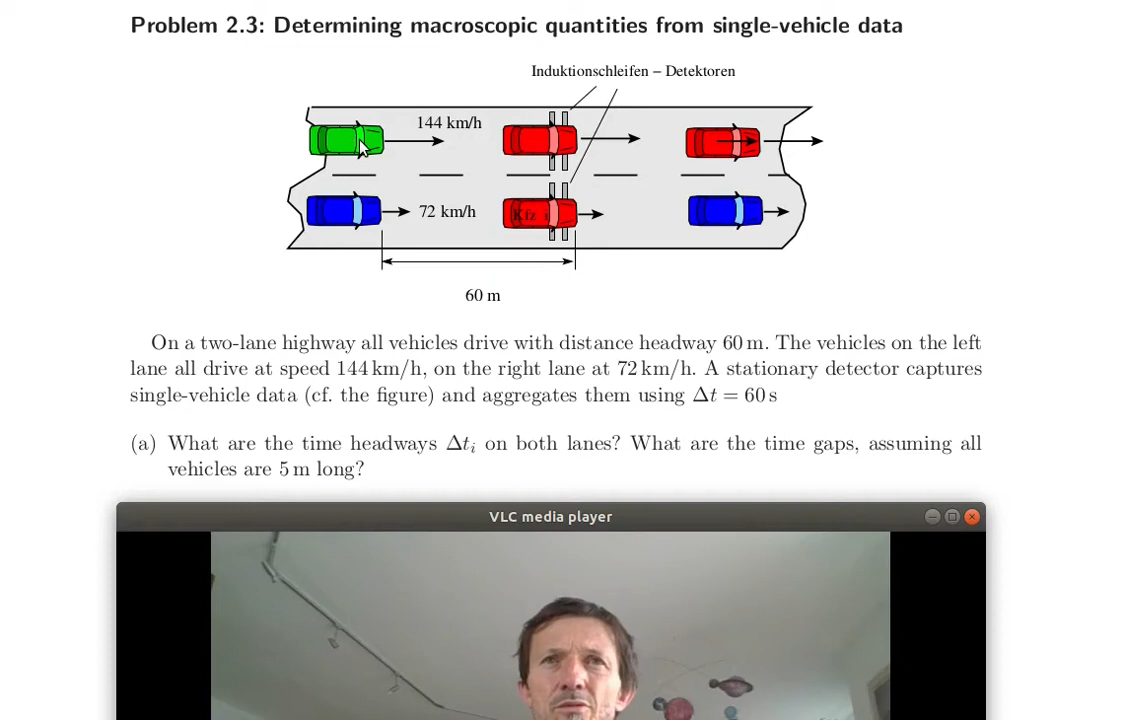 Problem 2.3: Determining macroscopic quantities from single-vehicle data
Induktionschleifen – Detektoren
144 km/h
72 km/h
Kfz i
60 m
On a two-lane highway all vehicles drive with distance headway 60 m. The vehicles on the left
lane all drive at speed 144 km/h, on the right lane at 72 km/h. A stationary detector captures
single-vehicle data (cf. the figure) and aggregates them using Δt = 60 s
(a) What are the time headways Δtᵢ on both lanes? What are the time gaps, assuming all
vehicles are 5 m long?
VLC media player